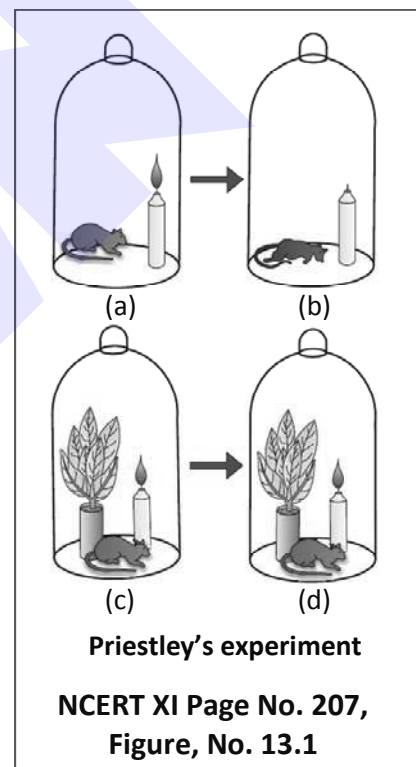 (a) (b)
(c) (d)
Priestley’s experiment
NCERT XI Page No. 207,
Figure, No. 13.1